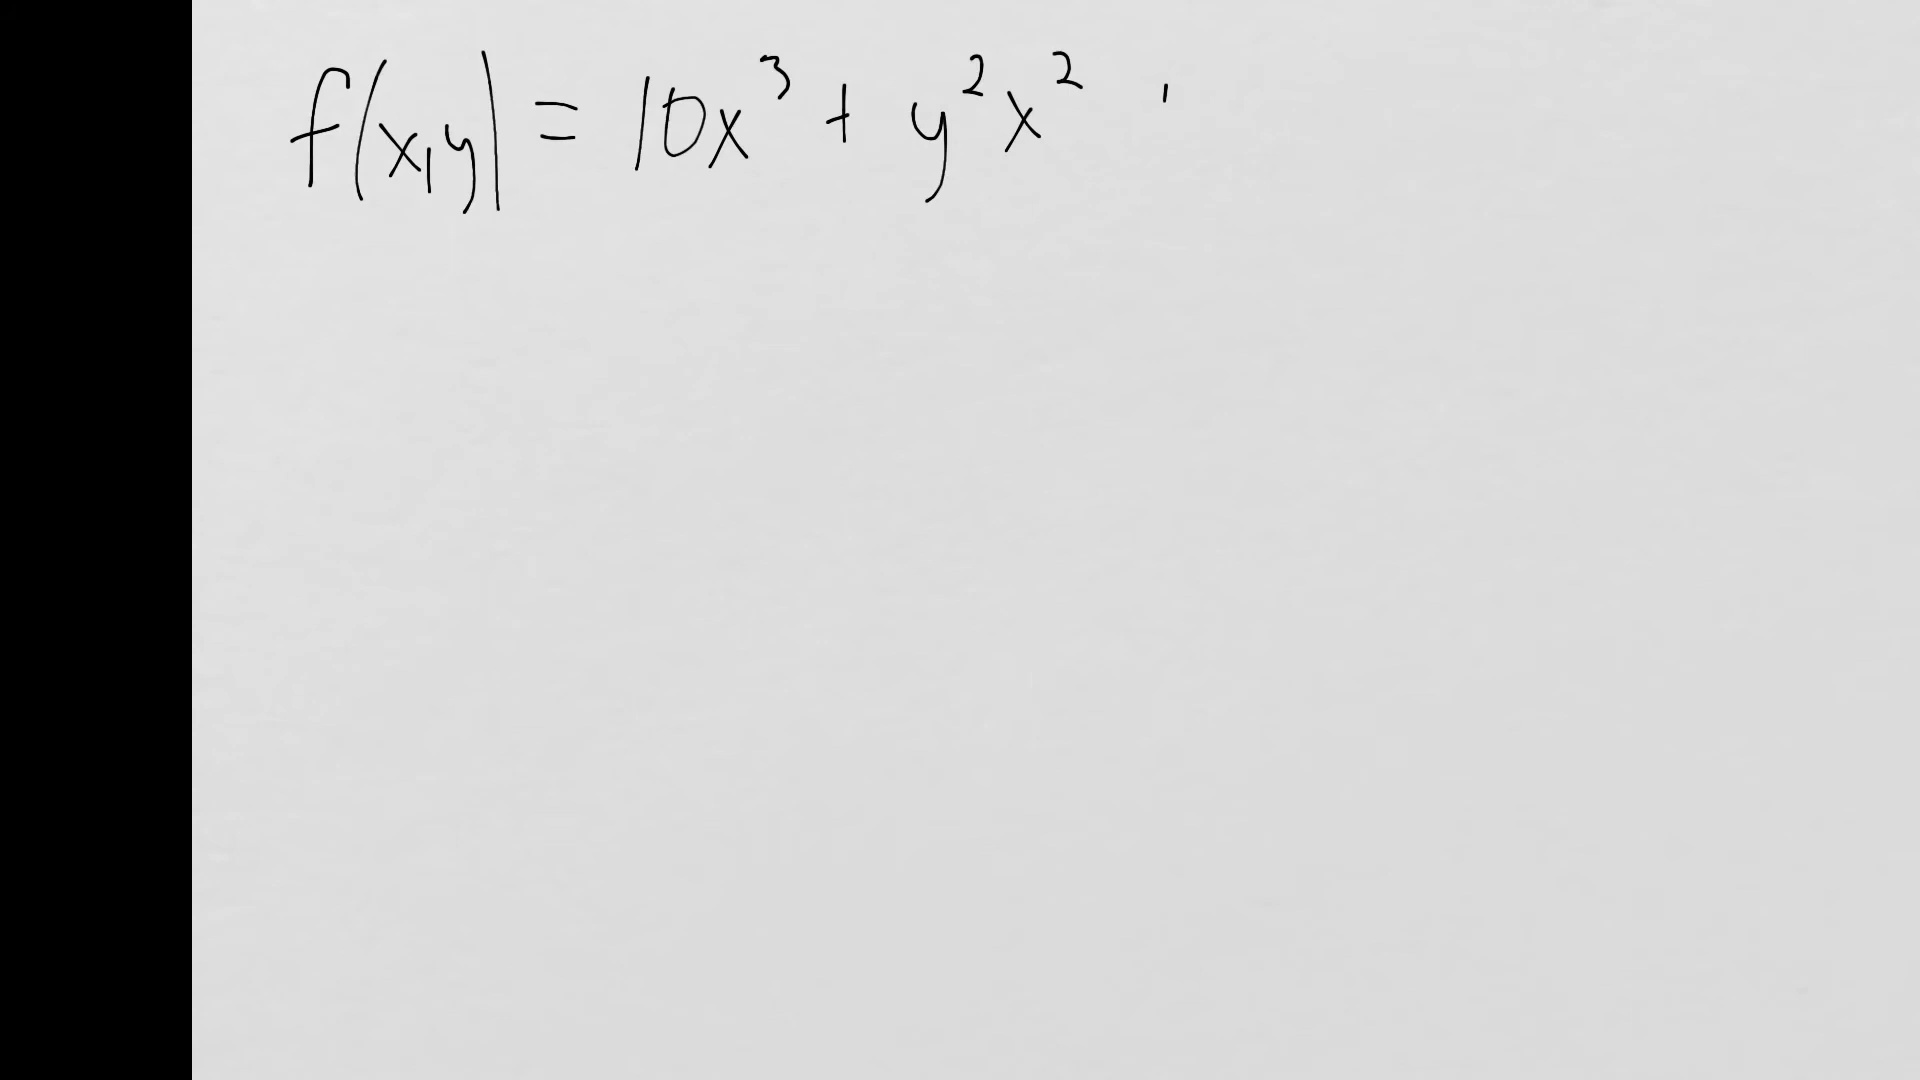 f(x,y) = 10x³ + y²x²